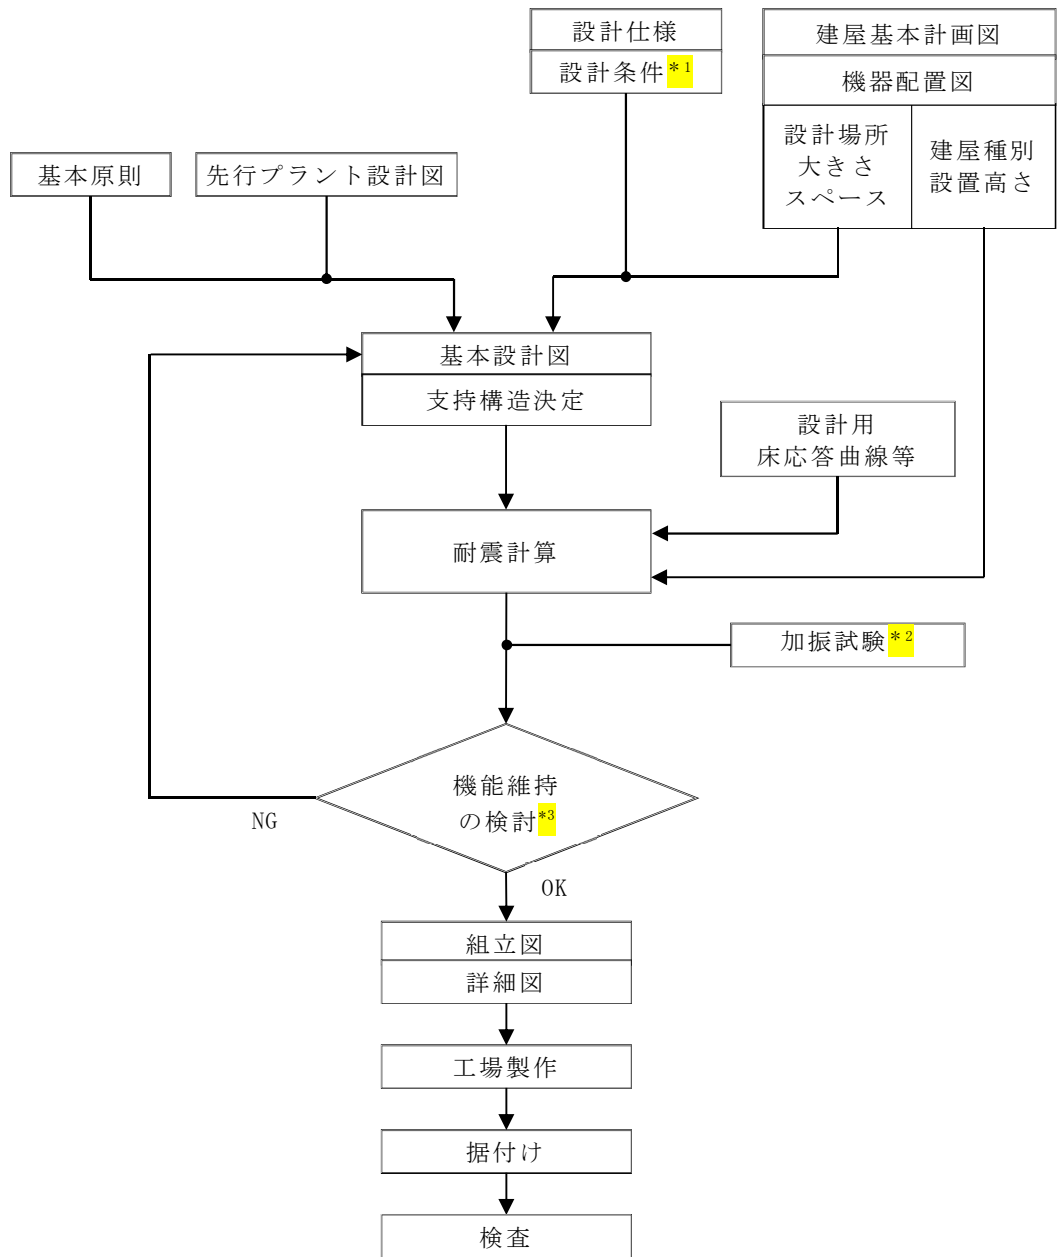 設計仕様
設計条件*1
建屋基本計画図
機器配置図
設計場所
大きさ
スペース
建屋種別
設置高さ
基本原則
先行プラント設計図
基本設計図
支持構造決定
設計用
床応答曲線等
耐震計算
加振試験*2
機能維持
の検討*3
NG
OK
組立図
詳細図
工場製作
据付け
検査